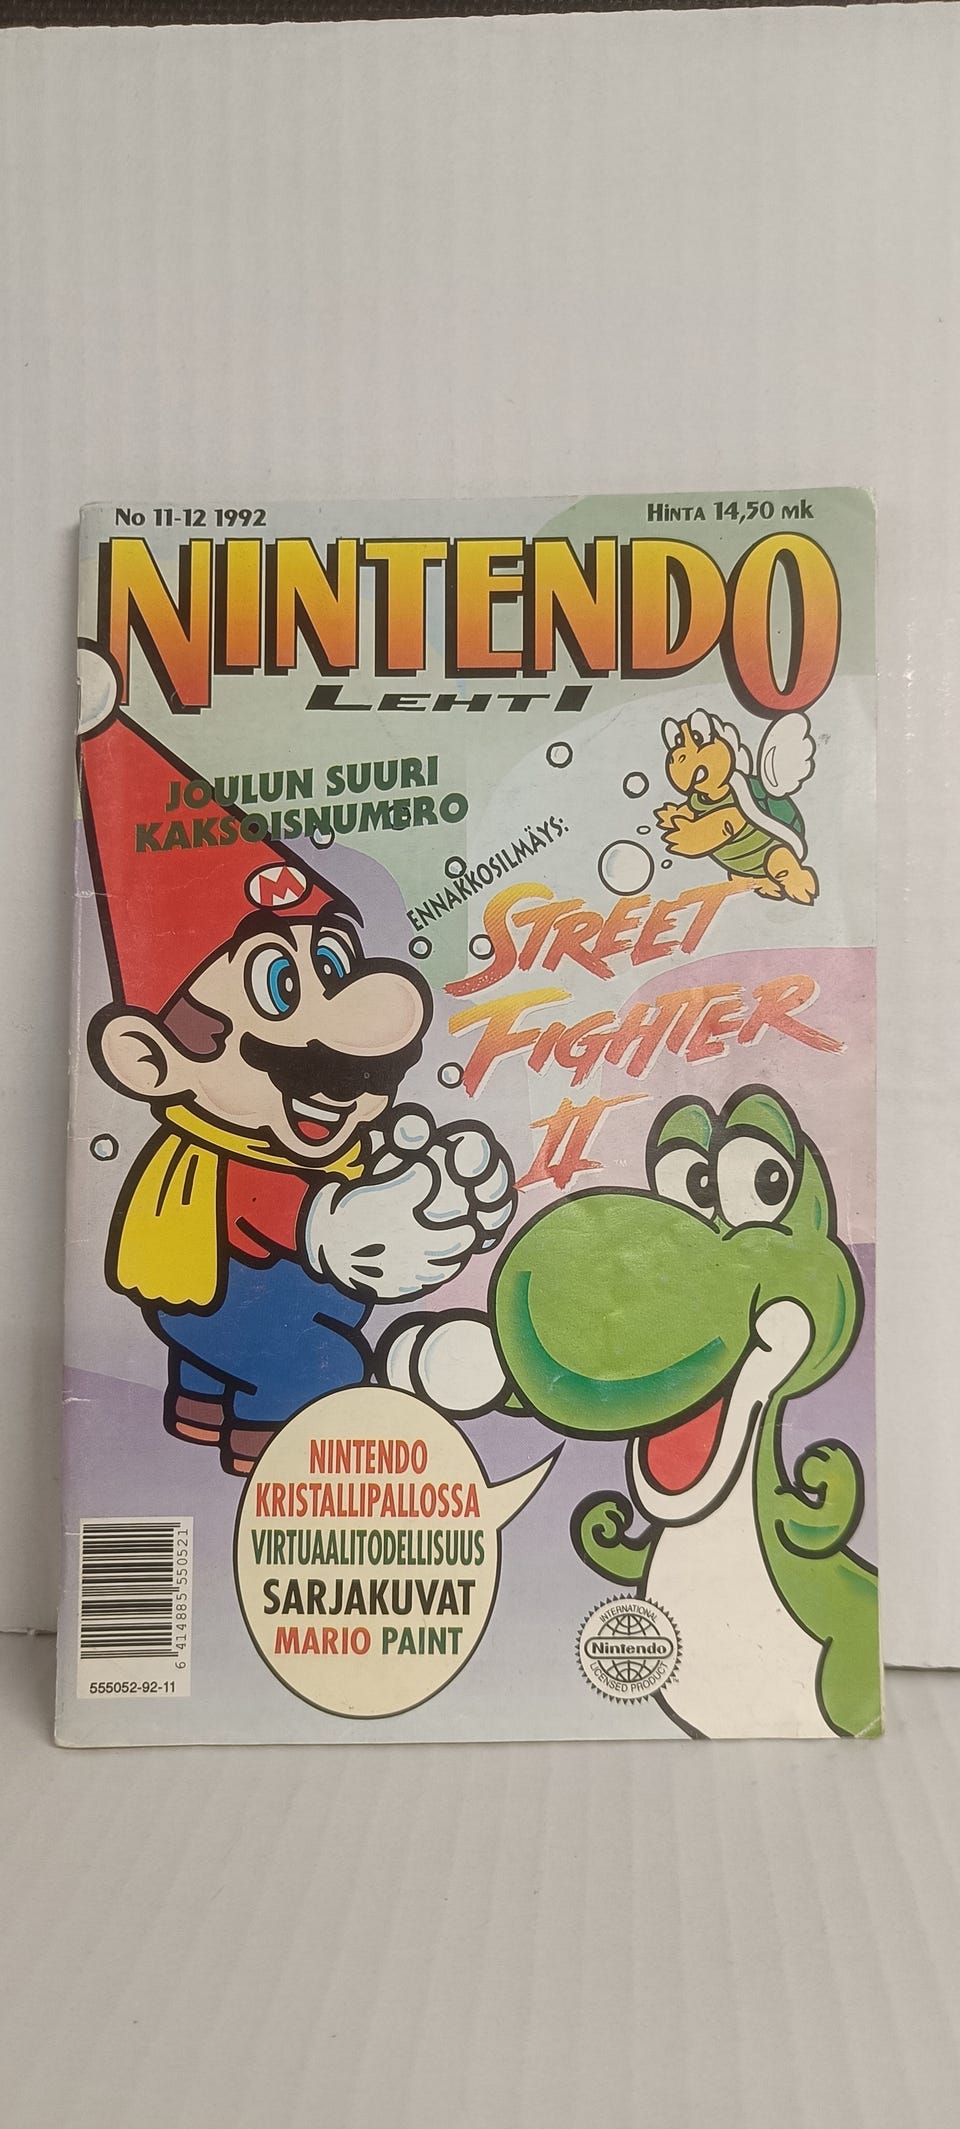 No 11-12 1992
Hinta 14,50 mk
NINTENDO
LEHTI
JOULUN SUURI
KAKSOISNUMERO
ENNAKKOSILMÄYS:
STREET
FIGHTER
II
TM
M
NINTENDO
KRISTALLIPALLOSSA
VIRTUAALITODELLISUUS
SARJAKUVAT
MARIO PAINT
6 414885 550521
555052-92-11
INTERNATIONAL
Nintendo
LICENSED PRODUCT